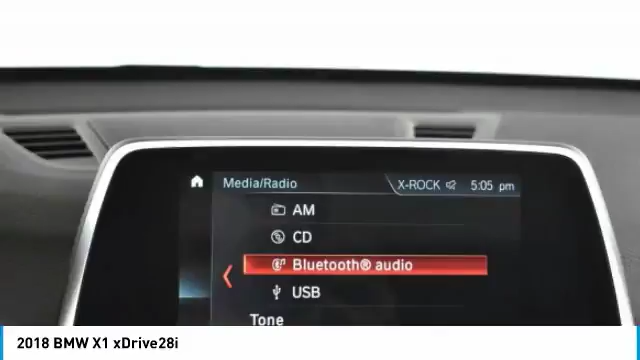 Media/Radio
X-ROCK 5:05 pm
AM
CD
Bluetooth® audio
USB
Tone
2018 BMW X1 xDrive28i